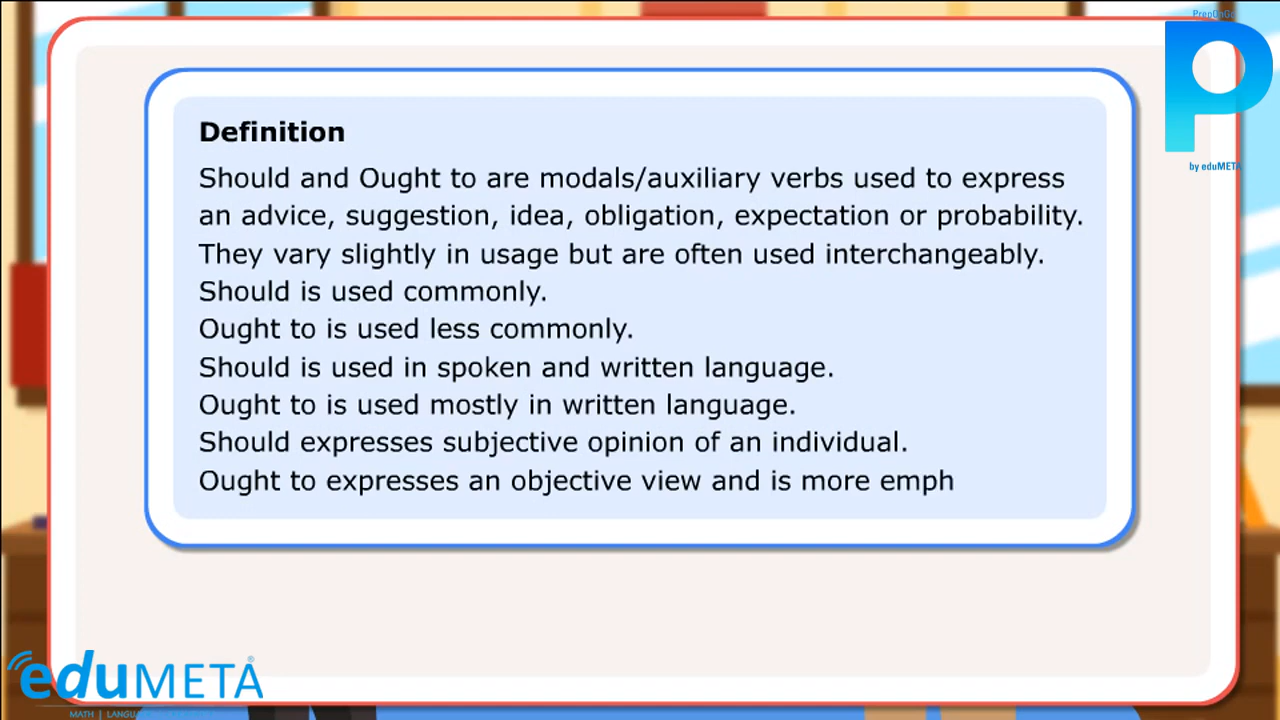 PrepOnGo
P
by eduMETA
Definition
Should and Ought to are modals/auxiliary verbs used to express
an advice, suggestion, idea, obligation, expectation or probability.
They vary slightly in usage but are often used interchangeably.
Should is used commonly.
Ought to is used less commonly.
Should is used in spoken and written language.
Ought to is used mostly in written language.
Should expresses subjective opinion of an individual.
Ought to expresses an objective view and is more emph
eduMETA®
MATH |